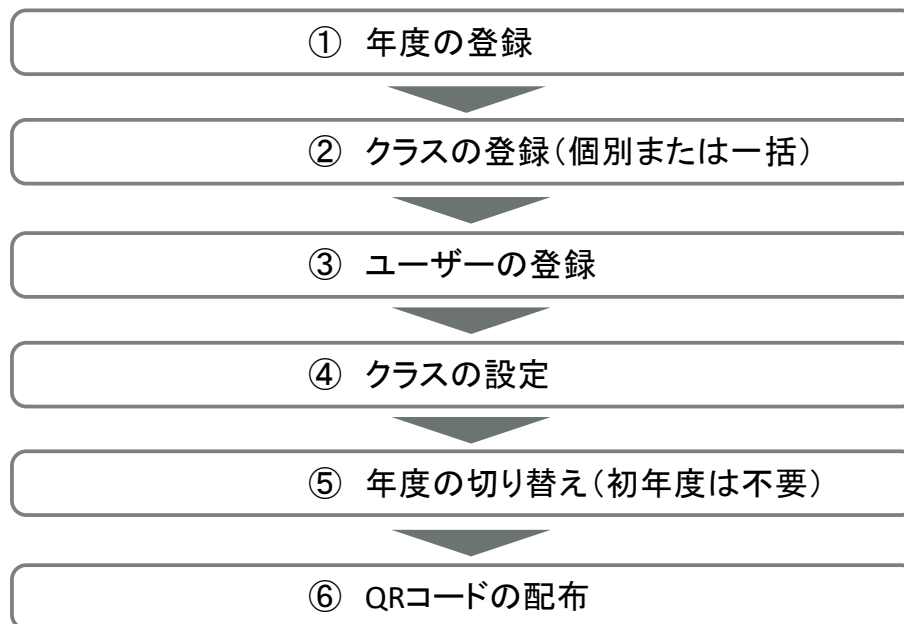 ① 年度の登録
② クラスの登録(個別または一括)
③ ユーザーの登録
④ クラスの設定
⑤ 年度の切り替え(初年度は不要)
⑥ QRコードの配布